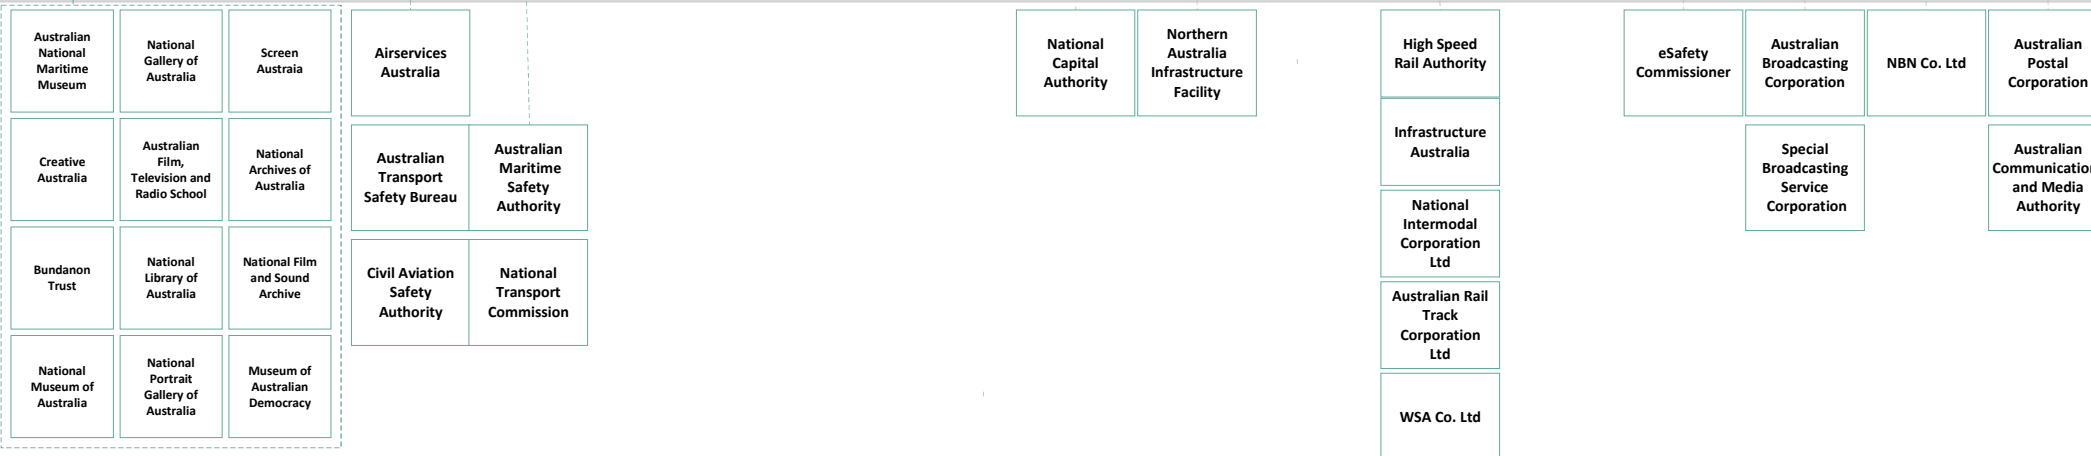 Australian
National
Maritime
Museum
National
Gallery of
Australia
Screen
Austraia
Creative
Australia
Australian
Film,
Television and
Radio School
National
Archives of
Australia
Bundanon
Trust
National
Library of
Australia
National Film
and Sound
Archive
National
Museum of
Australia
National
Portrait
Gallery of
Australia
Museum of
Australian
Democracy
Airservices
Australia
Australian
Transport
Safety Bureau
Australian
Maritime
Safety
Authority
Civil Aviation
Safety
Authority
National
Transport
Commission
National
Capital
Authority
Northern
Australia
Infrastructure
Facility
High Speed
Rail Authority
Infrastructure
Australia
National
Intermodal
Corporation
Ltd
Australian Rail
Track
Corporation
Ltd
WSA Co. Ltd
eSafety
Commissioner
Australian
Broadcasting
Corporation
NBN Co. Ltd
Australian
Postal
Corporation
Special
Broadcasting
Service
Corporation
Australian
Communication
and Media
Authority